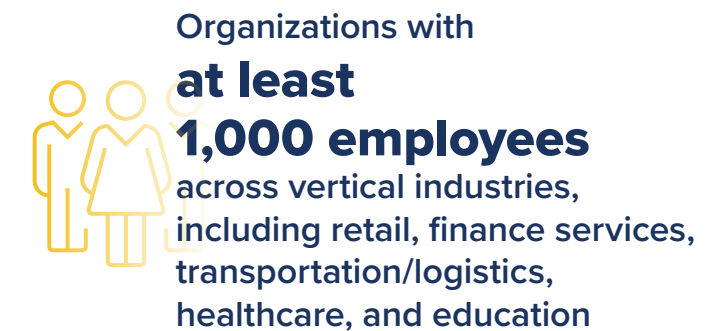 Organizations with
at least
1,000 employees
across vertical industries,
including retail, finance services,
transportation/logistics,
healthcare, and education